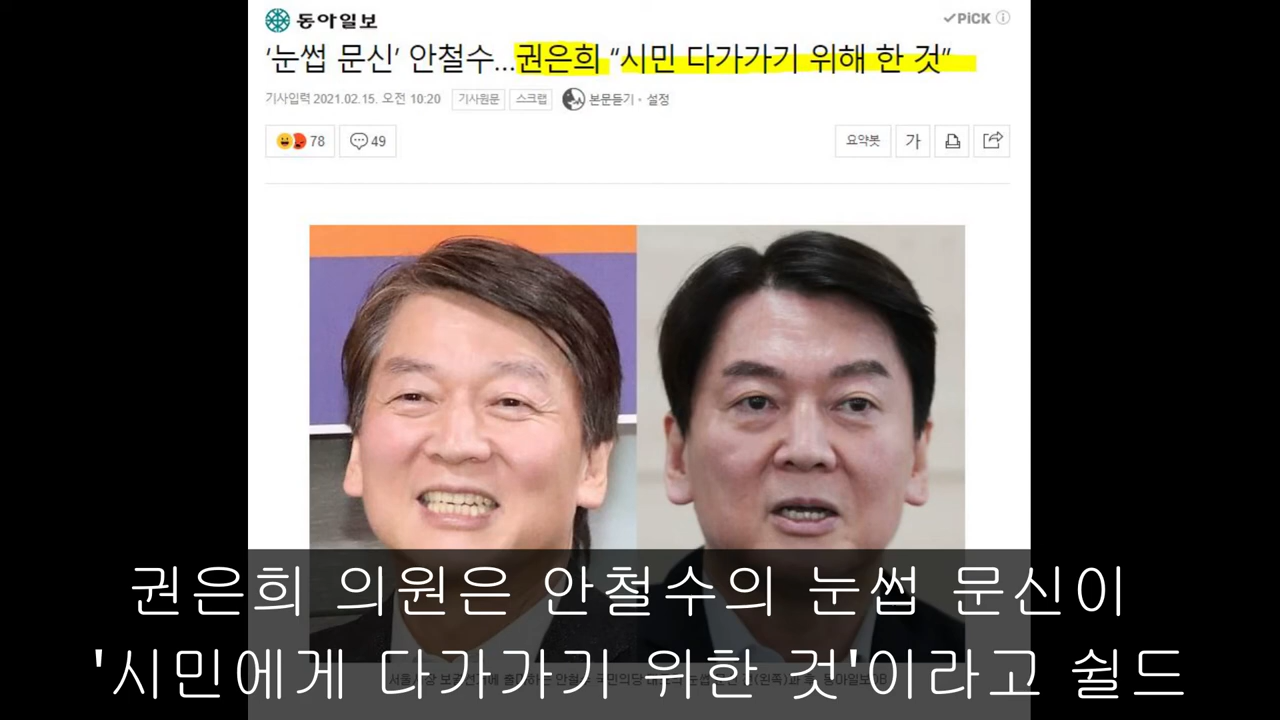 동아일보
✓PiCK ⓘ
‘눈썹 문신’ 안철수...권은희 “시민 다가가기 위해 한 것”
기사입력 2021.02.15. 오전 10:20 기사원문 스크랩 본문듣기 · 설정
78 49 요약봇 가
권은희 의원은 안철수의 눈썹 문신이
'시민에게 다가가기 위한 것'이라고 쉴드